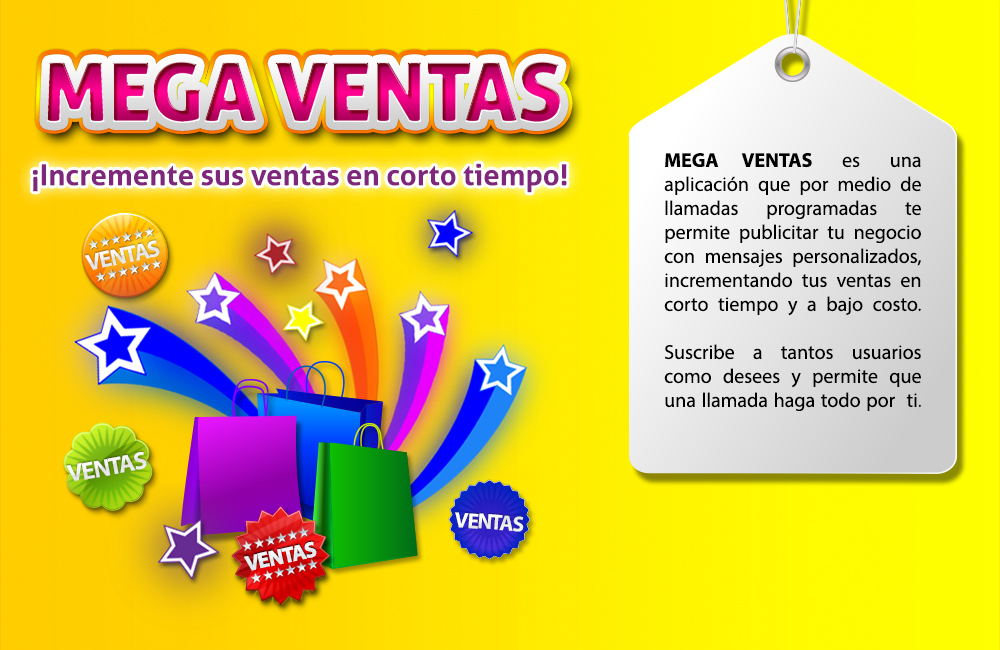 MEGA VENTAS
¡Incremente sus ventas en corto tiempo!
VENTAS
VENTAS
VENTAS
VENTAS
MEGA VENTAS es una
aplicación que por medio de
llamadas programadas te
permite publicitar tu negocio
con mensajes personalizados,
incrementando tus ventas en
corto tiempo y a bajo costo.
Suscribe a tantos usuarios
como desees y permite que
una llamada haga todo por ti.